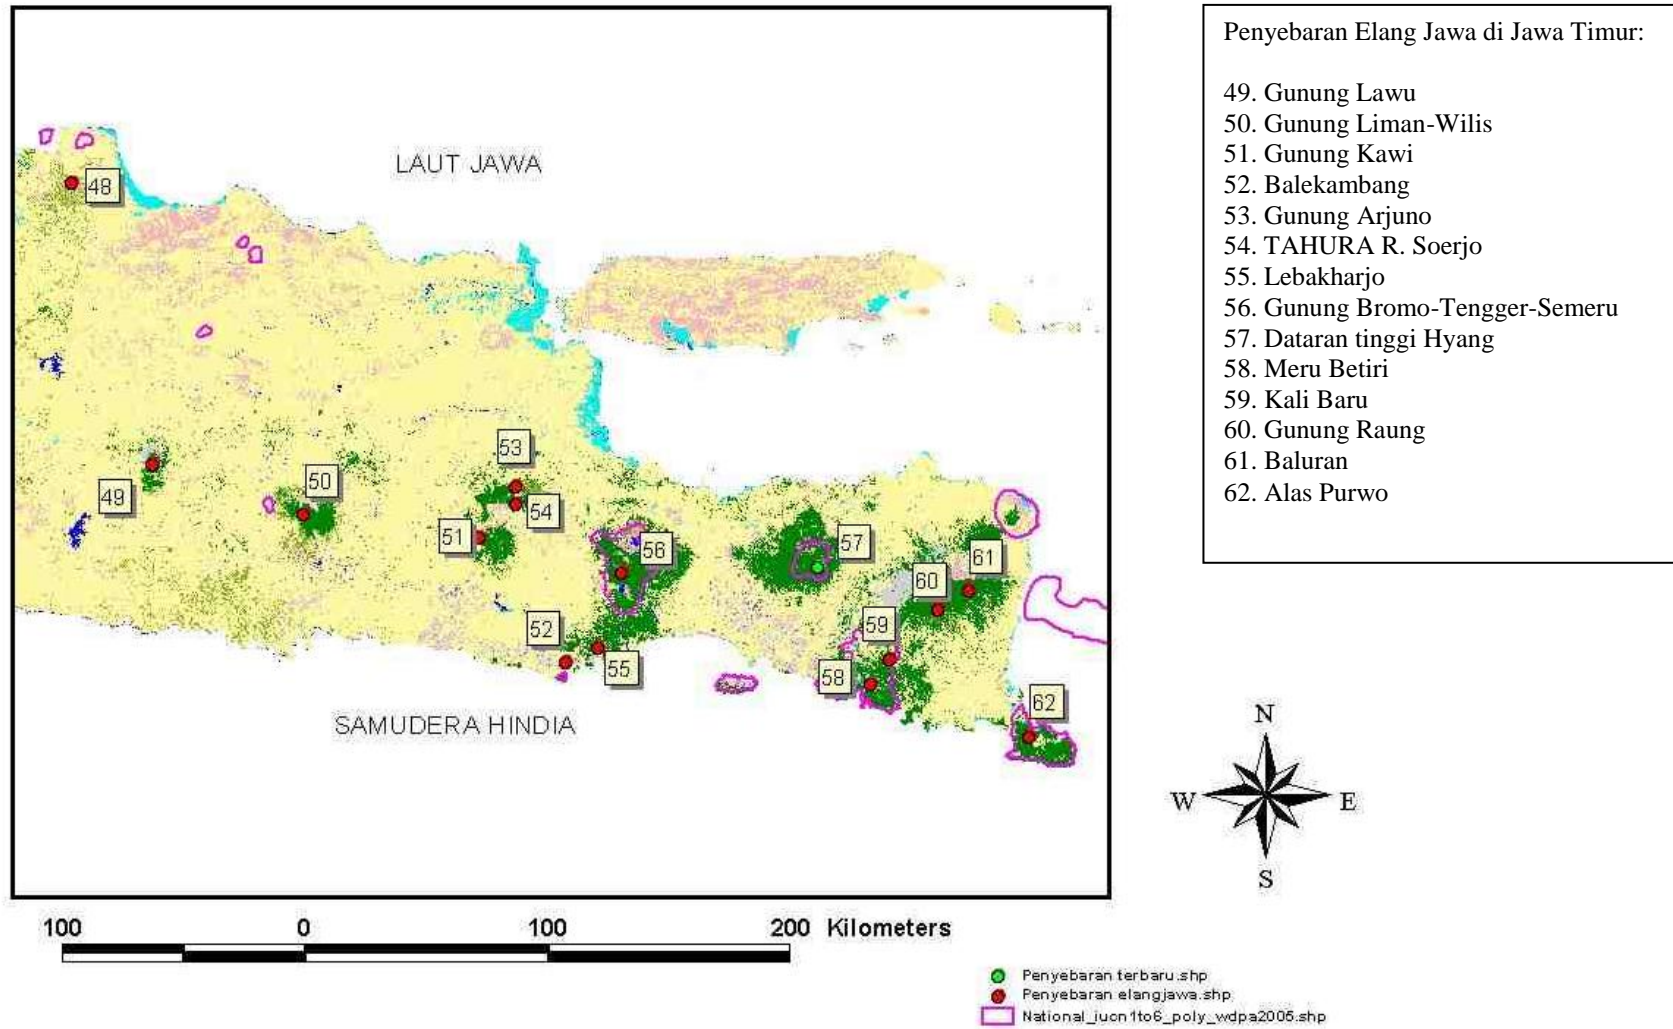 LAUT JAWA
48
53
50
49
54
51
56
57
61
60
52
59
55
58
62
SAMUDERA HINDIA
Penyebaran Elang Jawa di Jawa Timur:
49. Gunung Lawu
50. Gunung Liman-Wilis
51. Gunung Kawi
52. Balekambang
53. Gunung Arjuno
54. TAHURA R. Soerjo
55. Lebakharjo
56. Gunung Bromo-Tengger-Semeru
57. Dataran tinggi Hyang
58. Meru Betiri
59. Kali Baru
60. Gunung Raung
61. Baluran
62. Alas Purwo
N
W E
S
100 0 100 200 Kilometers
Penyebaran terbaru.shp
Penyebaran elangjawa.shp
National_iucn1to6_poly_wdpa2005.shp